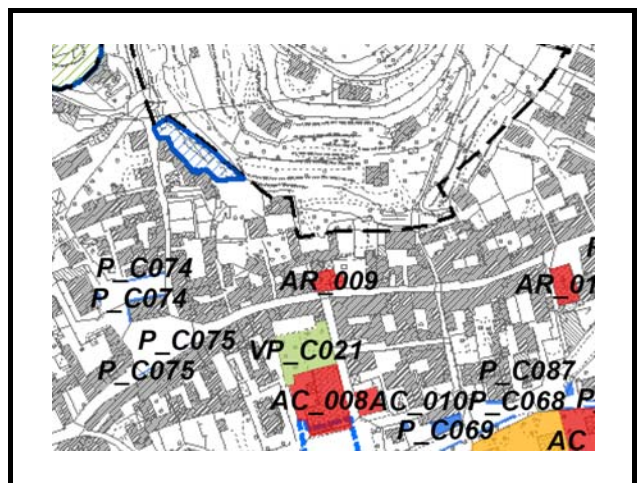 P_C074
P_C074
AR_009
AR_01
P_C075
VP_C021
P_C075
P_C087
AC_008
AC_010
P_C068
P
P_C069
AC